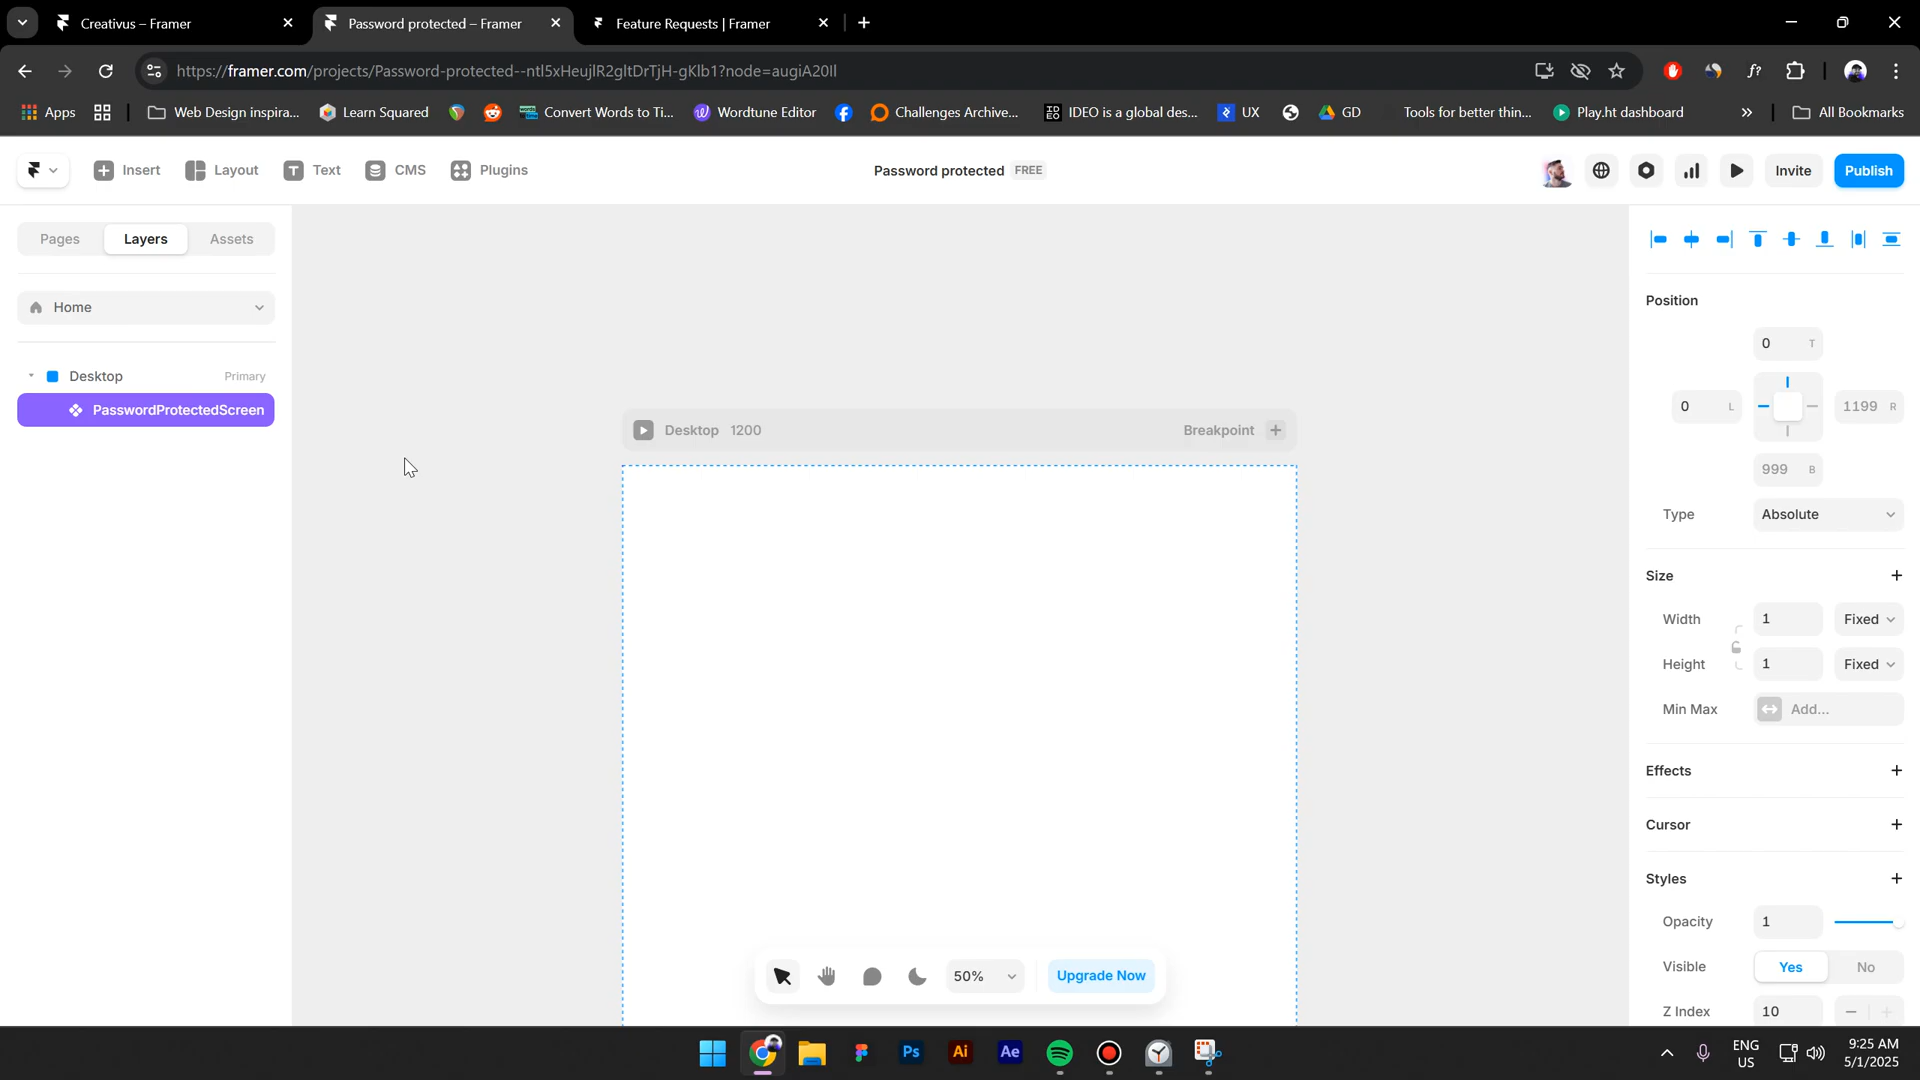 Creativus – Framer
Password protected – Framer
Feature Requests | Framer
https://framer.com/projects/Password-protected--ntl5xHeujlR2gltDrTjH-gKlb1?node=augiA20Il
Apps
Web Design inspira...
Learn Squared
Convert Words to Ti...
Wordtune Editor
Challenges Archive...
IDEO is a global des...
UX
GD
Tools for better thin...
Play.ht dashboard
All Bookmarks
Insert
Layout
Text
CMS
Plugins
Password protected FREE
Invite
Publish
Pages
Layers
Assets
Home
Desktop Primary
PasswordProtectedScreen
Desktop 1200
Breakpoint
50%
Upgrade Now
Position
0 T
0 L
1199 R
999 B
Type Absolute
Size
Width 1 Fixed
Height 1 Fixed
Min Max Add...
Effects
Cursor
Styles
Opacity 1
Visible Yes No
Z Index 10
Ps
Ai
Ae
ENG
US
9:25 AM
5/1/2025